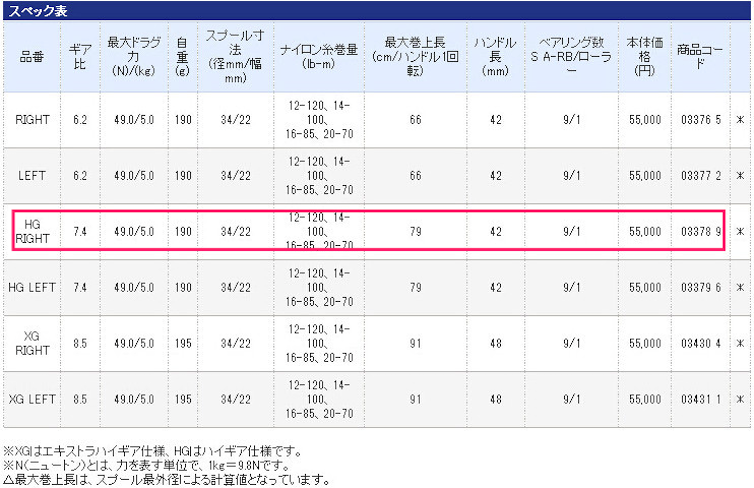 スペック表
品番 ギア比 最大ドラグ力(N)/(kg) 自重(g) スプール寸法(径mm/幅mm) ナイロン糸巻量(lb-m) 最大巻上長(cm/ハンドル1回転) ハンドル長(mm) ベアリング数 S A-RB/ローラー 本体価格(円) 商品コード
RIGHT 6.2 49.0/5.0 190 34/22 12-120、14-100、16-85、20-70 66 42 9/1 55,000 03376 5 *
LEFT 6.2 49.0/5.0 190 34/22 12-120、14-100、16-85、20-70 66 42 9/1 55,000 03377 2 *
HG RIGHT 7.4 49.0/5.0 190 34/22 12-120、14-100、16-85、20-70 79 42 9/1 55,000 03378 9 *
HG LEFT 7.4 49.0/5.0 190 34/22 12-120、14-100、16-85、20-70 79 42 9/1 55,000 03379 6 *
XG RIGHT 8.5 49.0/5.0 195 34/22 12-120、14-100、16-85、20-70 91 48 9/1 55,000 03430 4 *
XG LEFT 8.5 49.0/5.0 195 34/22 12-120、14-100、16-85、20-70 91 48 9/1 55,000 03431 1 *
※XGはエキストラハイギア仕様、HGはハイギア仕様です。
※N(ニュートン)とは、力を表す単位で、1kg=9.8Nです。
△最大巻上長は、スプール最外径による計算値となっています。